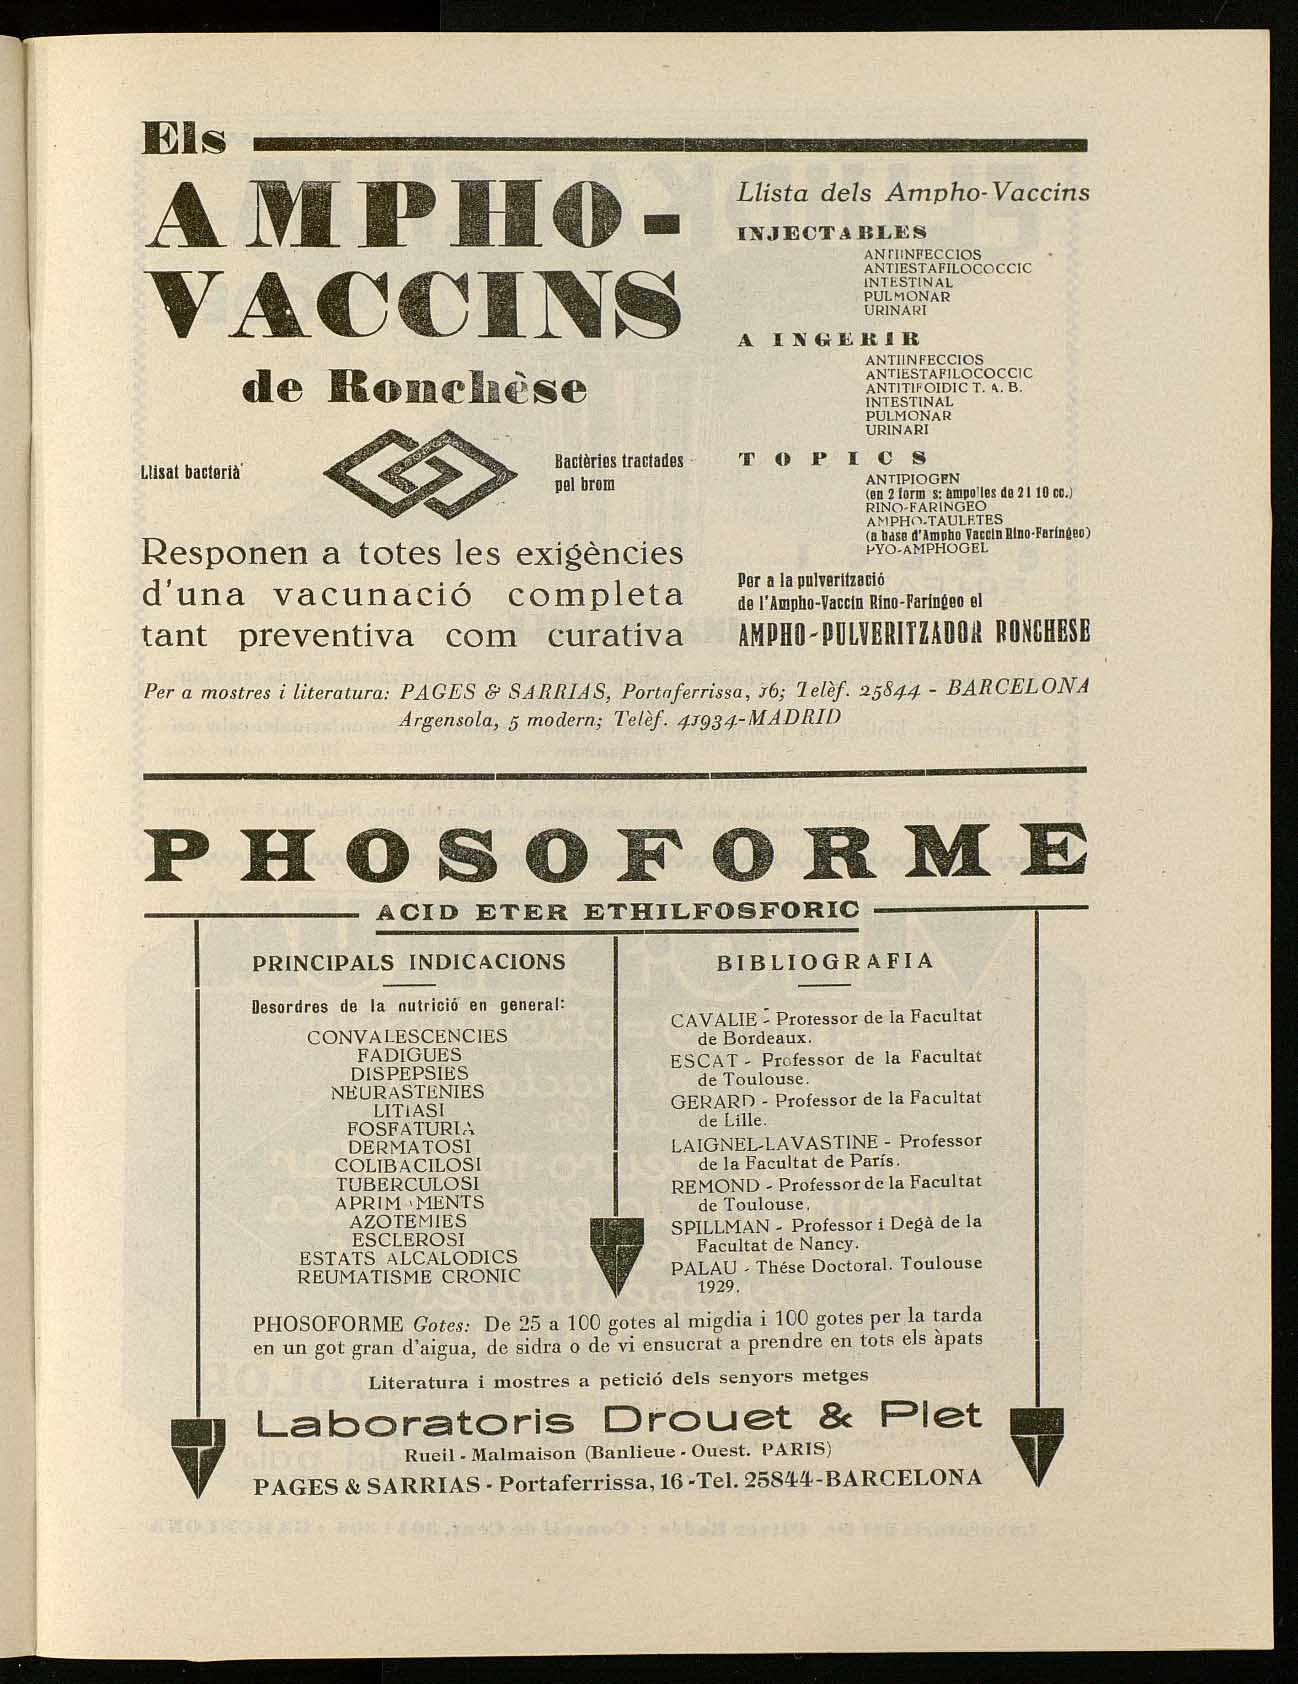 Els
AMPHO-
VACCINS
de Ronchèse
Llisat bacterià
Bactèries tractades
pel brom
Responen a totes les exigències
d'una vacunació completa
tant preventiva com curativa
Llista dels Ampho-Vaccins
INJECTABLES
ANTIINFECCIOS
ANTIESTAFILOCOCCIC
INTESTINAL
PULMONAR
URINARI
A INGERIR
ANTIINFECCIOS
ANTIESTAFILOCOCCIC
ANTITIFOIDIC T. A. B.
INTESTINAL
PULMONAR
URINARI
TOPICS
ANTIPIOGEN
(en 2 form s: ampo'les de 2 i 10 cc.)
RINO-FARINGEO
AMPHO-TAULETES
(a base d'Ampho Vaccin Rino-Faríngeo)
PYO-AMPHOGEL
Per a la pulverització
de l'Ampho-Vaccin Rino-Faríngeo el
AMPHO-PULVERITZADOR RONCHESE
Per a mostres i literatura: PAGES & SARRIAS, Portaferrissa, 16; Telèf. 25844 - BARCELONA
Argensola, 5 modern; Telèf. 41934-MADRID
PHOSOFORME
ACID ETER ETHILFOSFORIC
PRINCIPALS INDICACIONS
Desordres de la nutrició en general:
CONVALESCENCIES
FADIGUES
DISPEPSIES
NEURASTENIES
LITIASI
FOSFATURIA
DERMATOSI
COLIBACILOSI
TUBERCULOSI
APRIMAMENTS
AZOTEMIES
ESCLEROSI
ESTATS ALCALODICS
REUMATISME CRONIC
BIBLIOGRAFIA
CAVALIE - Professor de la Facultat
de Bordeaux.
ESCAT - Professor de la Facultat
de Toulouse.
GERARD - Professor de la Facultat
de Lille.
LAIGNEL-LAVASTINE - Professor
de la Facultat de París.
REMOND - Professor de la Facultat
de Toulouse.
SPILLMAN - Professor i Degà de la
Facultat de Nancy.
PALAU - Thése Doctoral. Toulouse
1929.
PHOSOFORME Gotes: De 25 a 100 gotes al migdia i 100 gotes per la tarda
en un got gran d'aigua, de sidra o de vi ensucrat a prendre en tots els àpats
Literatura i mostres a petició dels senyors metges
Laboratoris Drouet & Plet
Rueil - Malmaison (Banlieue - Ouest. PARIS)
PAGES & SARRIAS - Portaferrissa, 16 - Tel. 25844 - BARCELONA